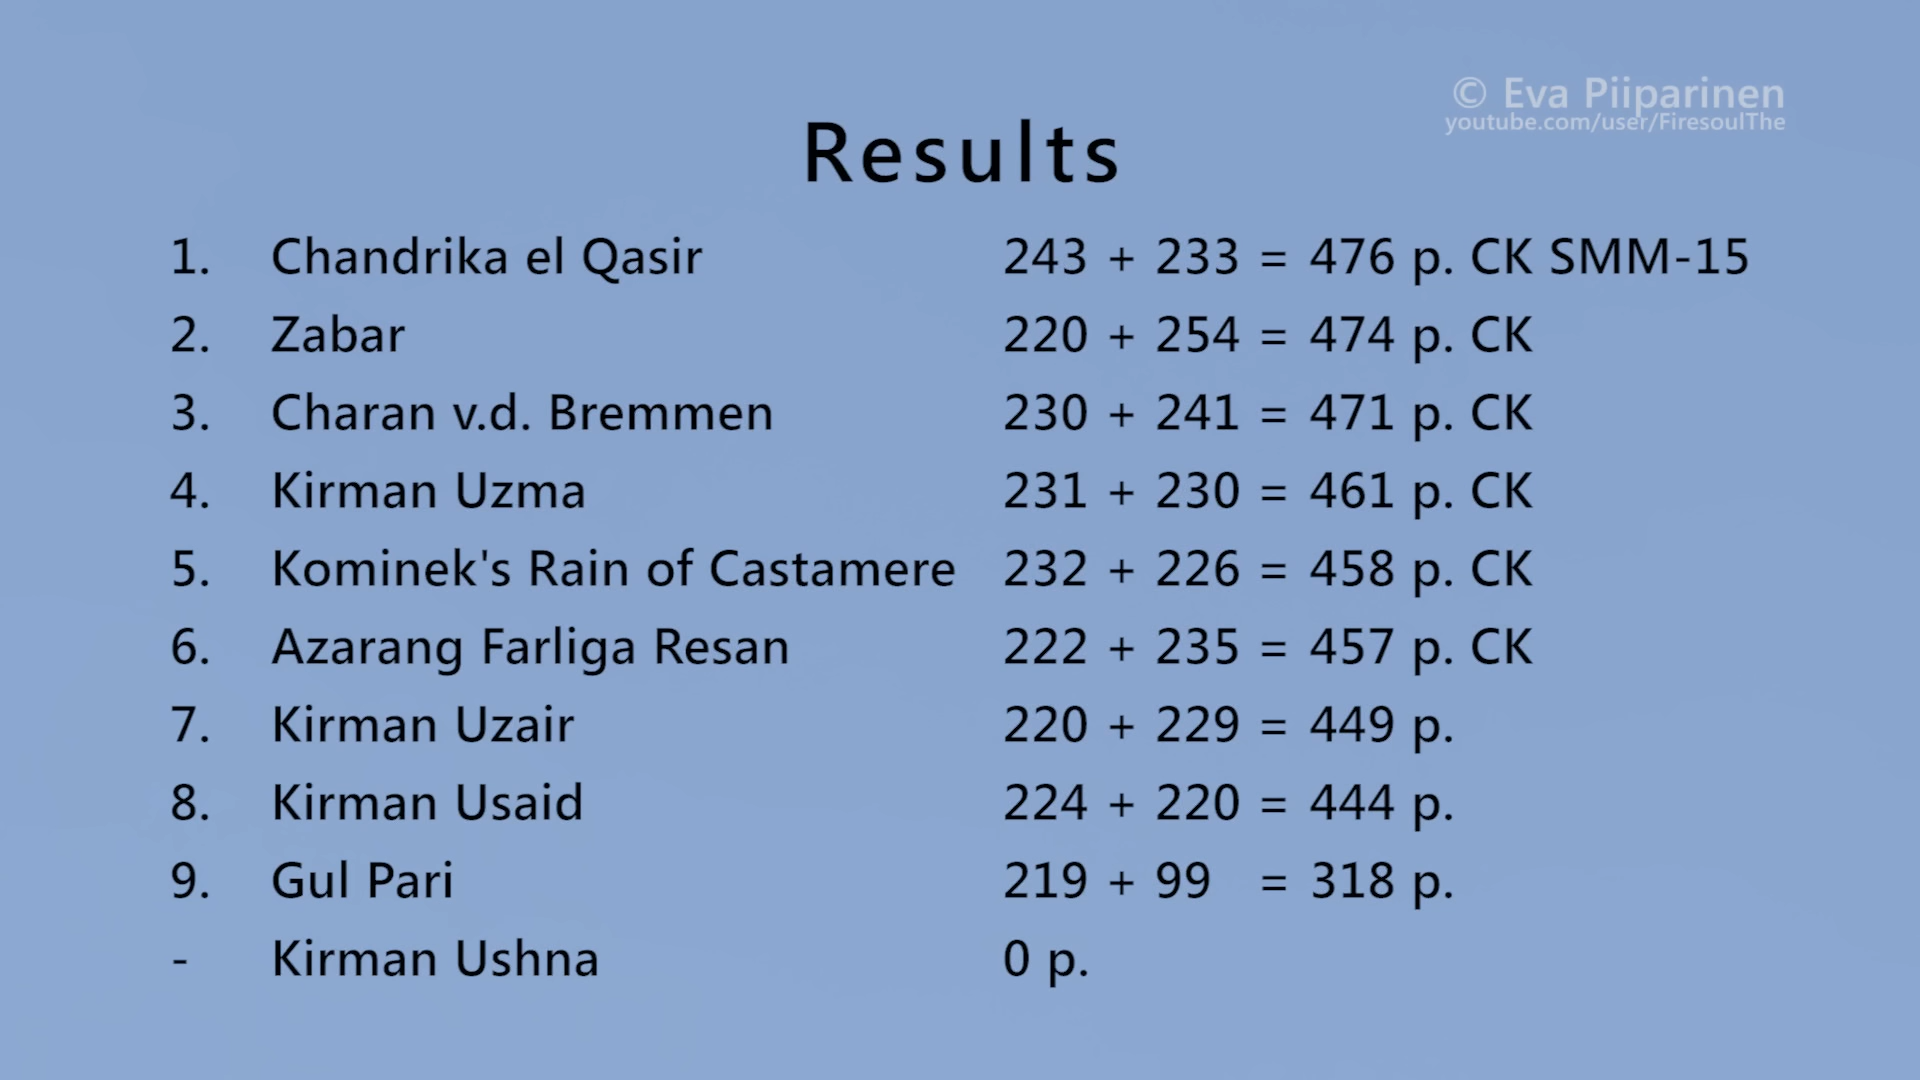 © Eva Piiparinen
youtube.com/user/FiresoulThe
Results
1. Chandrika el Qasir 243 + 233 = 476 p. CK SMM-15
2. Zabar 220 + 254 = 474 p. CK
3. Charan v.d. Bremmen 230 + 241 = 471 p. CK
4. Kirman Uzma 231 + 230 = 461 p. CK
5. Kominek's Rain of Castamere 232 + 226 = 458 p. CK
6. Azarang Farliga Resan 222 + 235 = 457 p. CK
7. Kirman Uzair 220 + 229 = 449 p.
8. Kirman Usaid 224 + 220 = 444 p.
9. Gul Pari 219 + 99 = 318 p.
- Kirman Ushna 0 p.